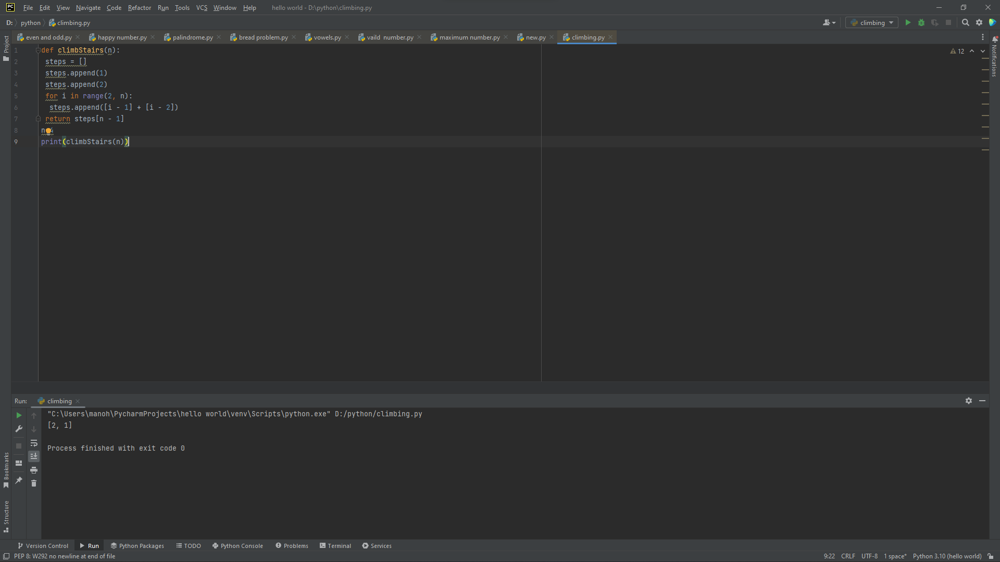 PC File Edit View Navigate Code Refactor Run Tools VCS Window Help hello world - D:\python\climbing.py
D: python climbing.py climbing
even and odd.py happy number.py palindrome.py bread problem.py vowels.py vaild number.py maximum number.py new.py climbing.py
Project
Notifications
12
1 def climbStairs(n):
2 steps = []
3 steps.append(1)
4 steps.append(2)
5 for i in range(2, n):
6 steps.append([i - 1] + [i - 2])
7 return steps[n - 1]
8 n 4
9 print(climbStairs(n))
Run: climbing
"C:\Users\manoh\PycharmProjects\hello world\venv\Scripts\python.exe" D:/python/climbing.py
[2, 1]
Process finished with exit code 0
Bookmarks
Structure
Version Control Run Python Packages TODO Python Console Problems Terminal Services
PEP 8: W292 no newline at end of file 9:22 CRLF UTF-8 1 space* Python 3.10 (hello world)